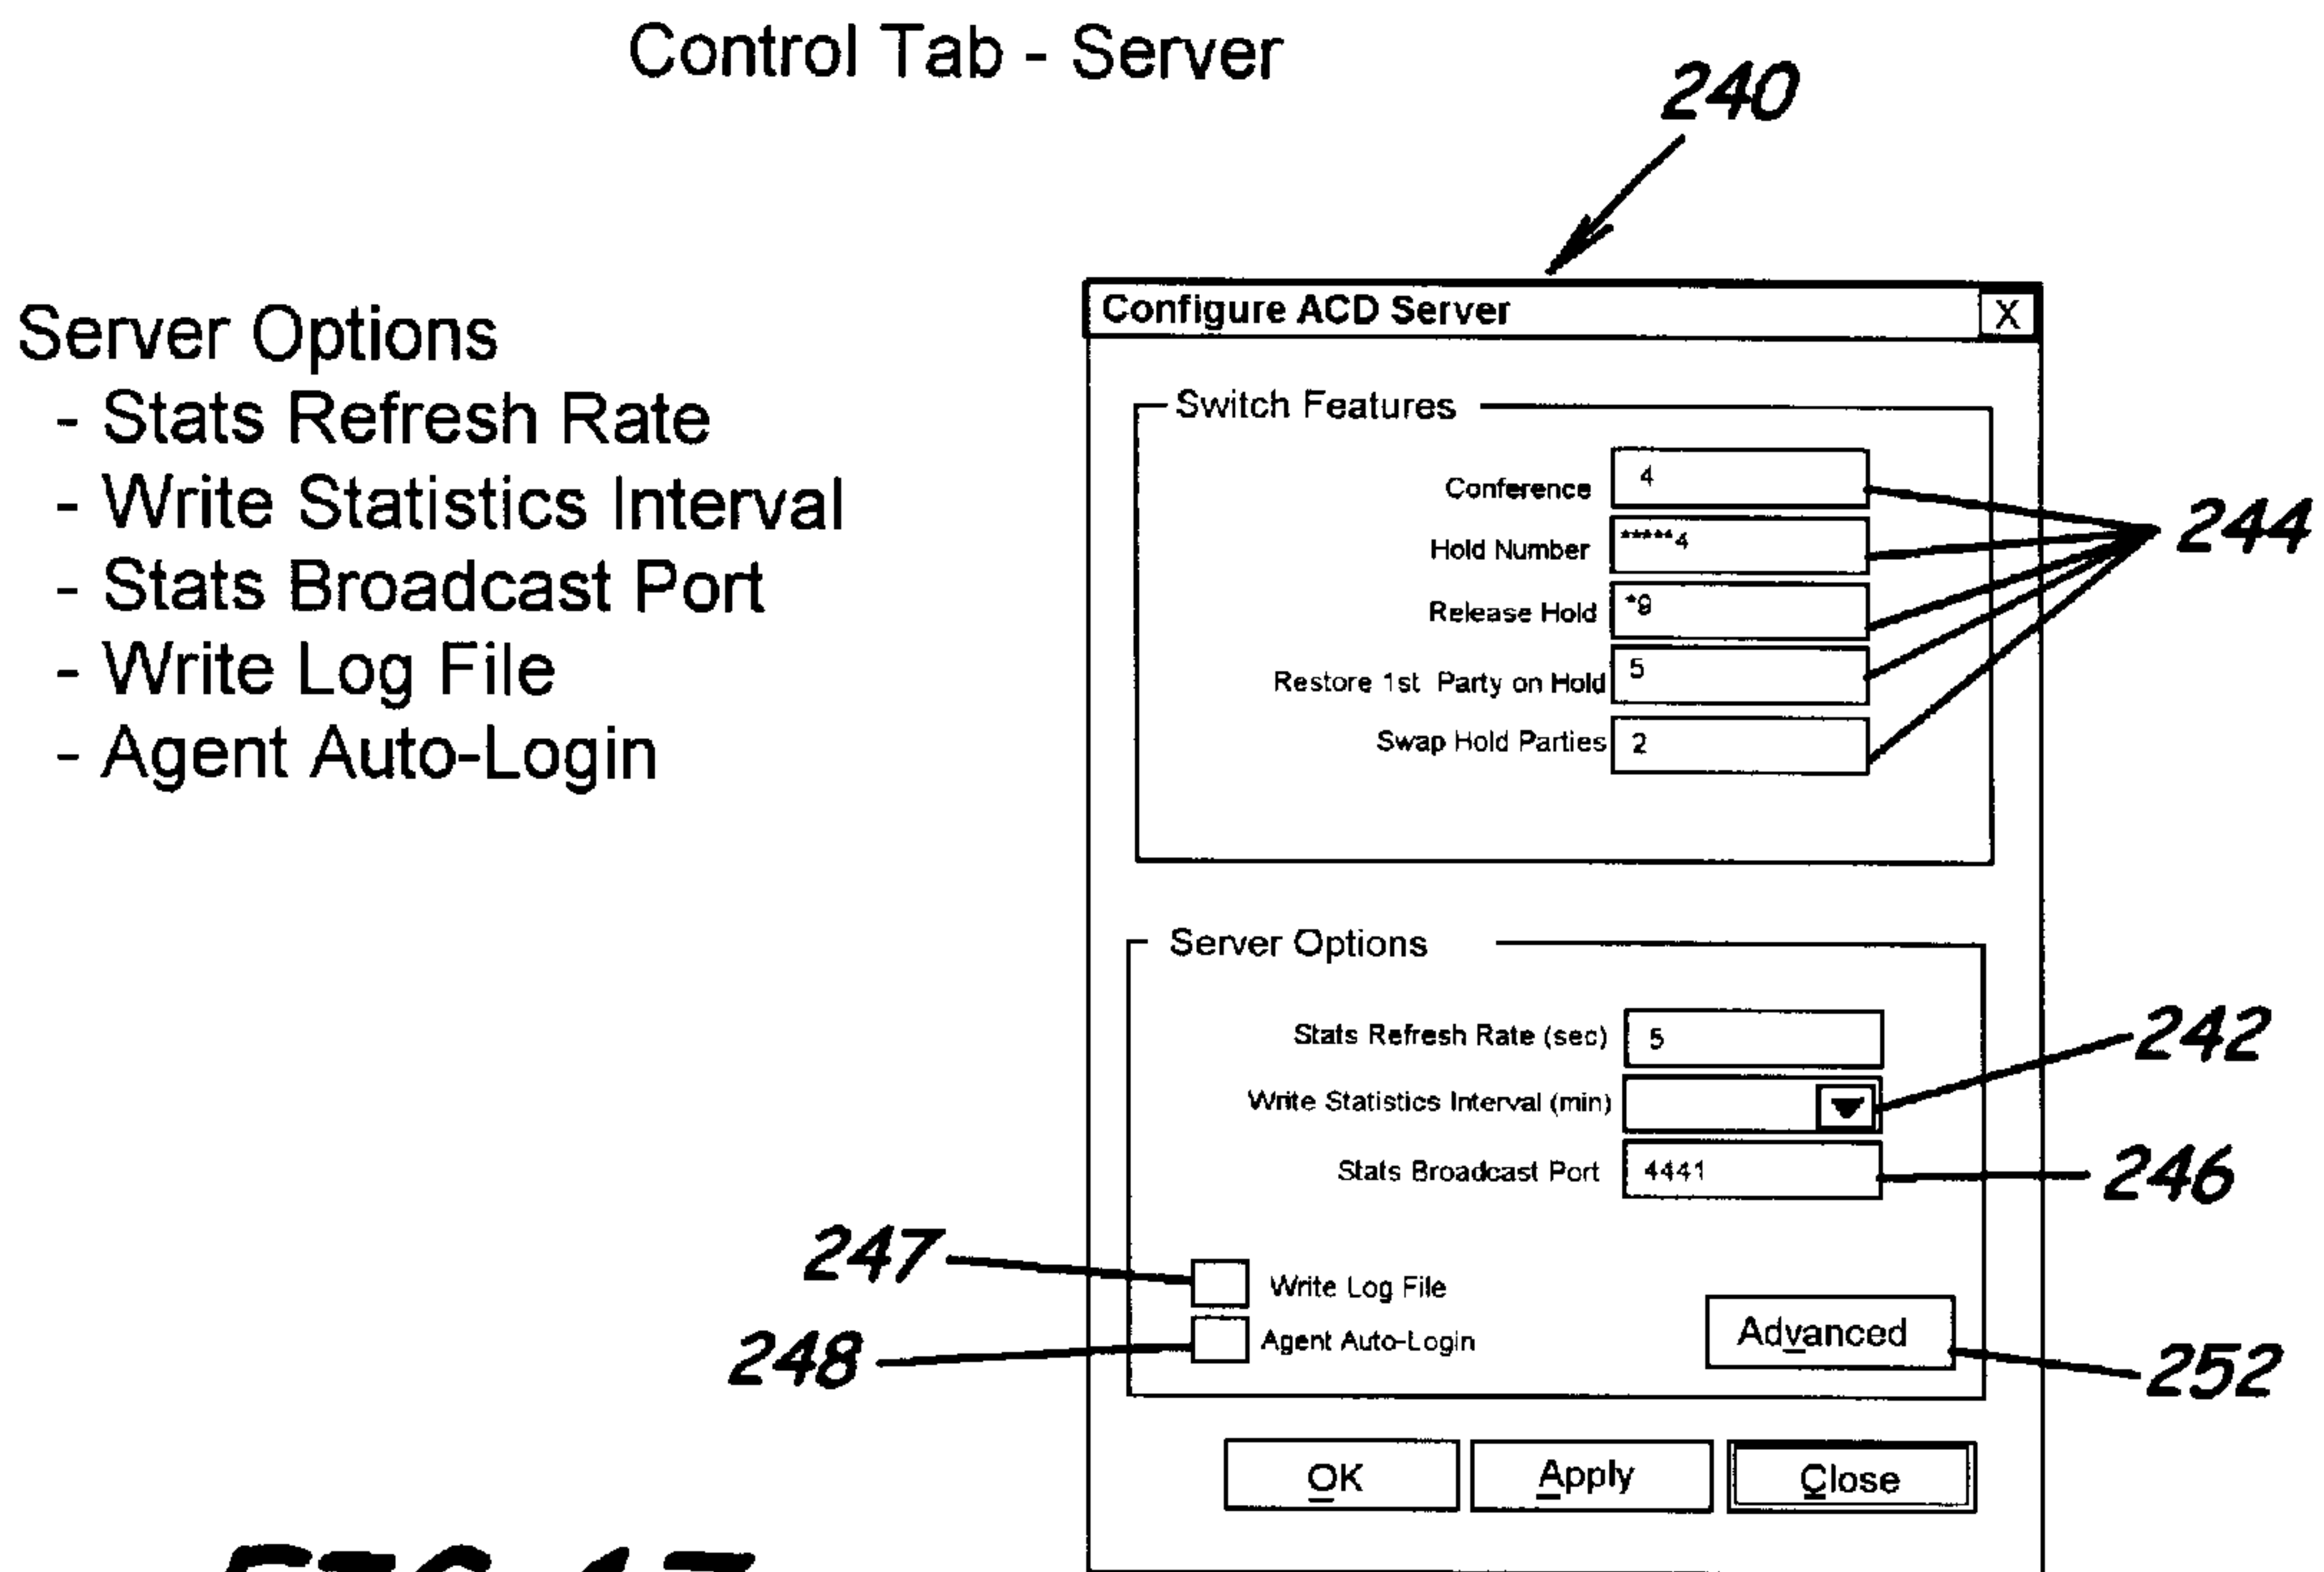 Control Tab - Server
240
Server Options
- Stats Refresh Rate
- Write Statistics Interval
- Stats Broadcast Port
- Write Log File
- Agent Auto-Login
Configure ACD Server X
Switch Features
Conference 4
Hold Number *****4
Release Hold *9
Restore 1st Party on Hold 5
Swap Hold Parties 2
244
Server Options
Stats Refresh Rate (sec) 5
Write Statistics Interval (min)
242
Stats Broadcast Port 4441
246
247 Write Log File
248 Agent Auto-Login
Advanced
252
OK Apply Close